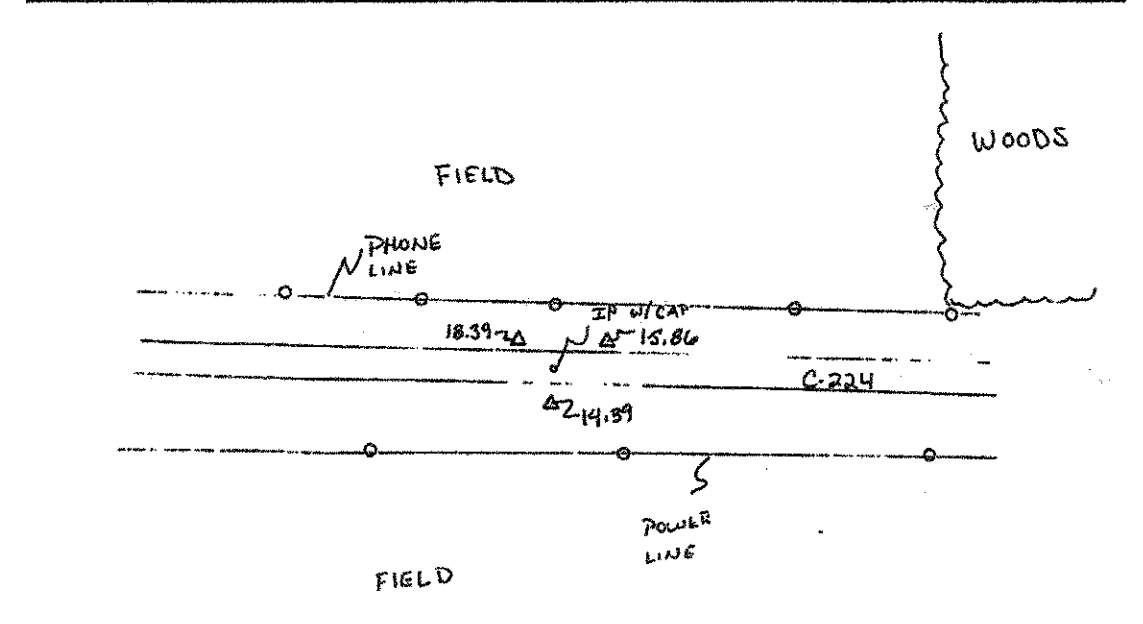 WOODS
FIELD
PHONE
LINE
IP W/CAP
18.39
15.86
C-224
14.39
POWER
LINE
FIELD